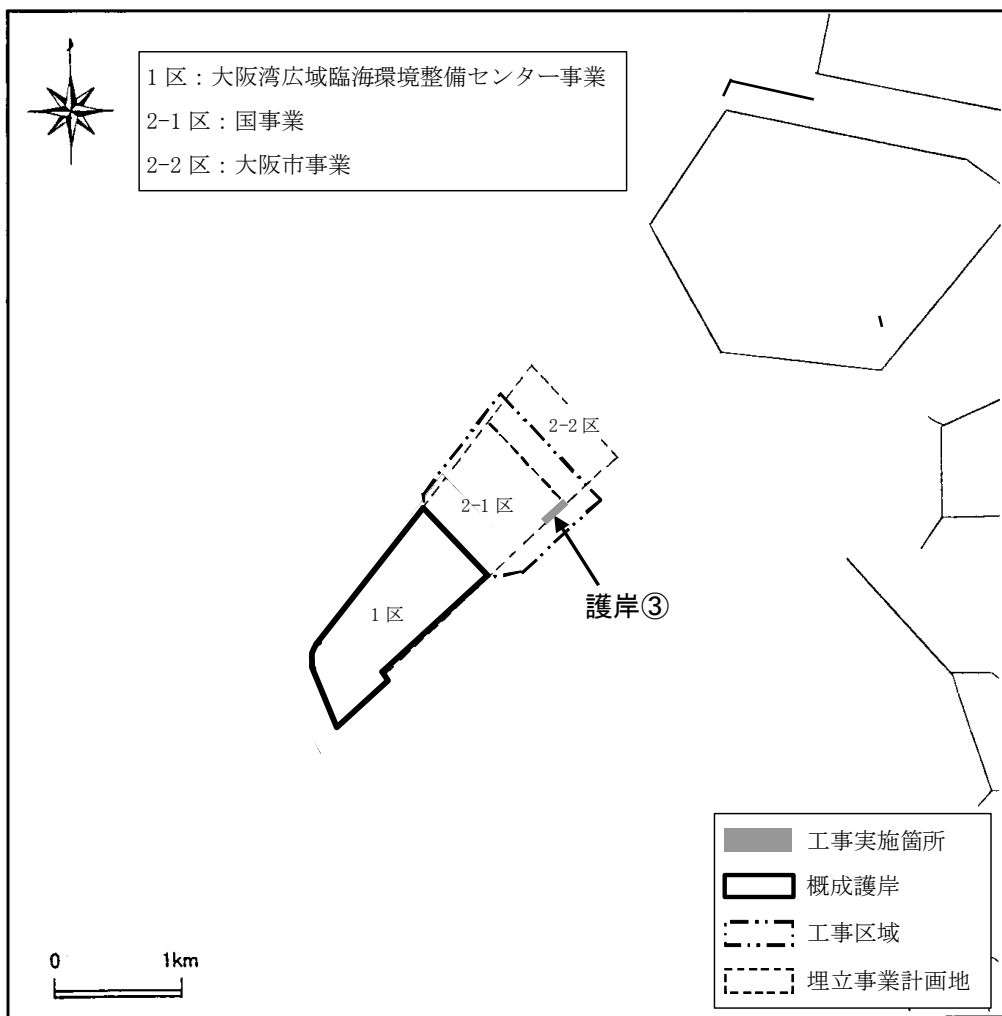 1 区：大阪湾広域臨海環境整備センター事業
2-1 区：国事業
2-2 区：大阪市事業
2-2 区
2-1 区
1 区
護岸③
工事実施箇所
概成護岸
工事区域
埋立事業計画地
0 1km